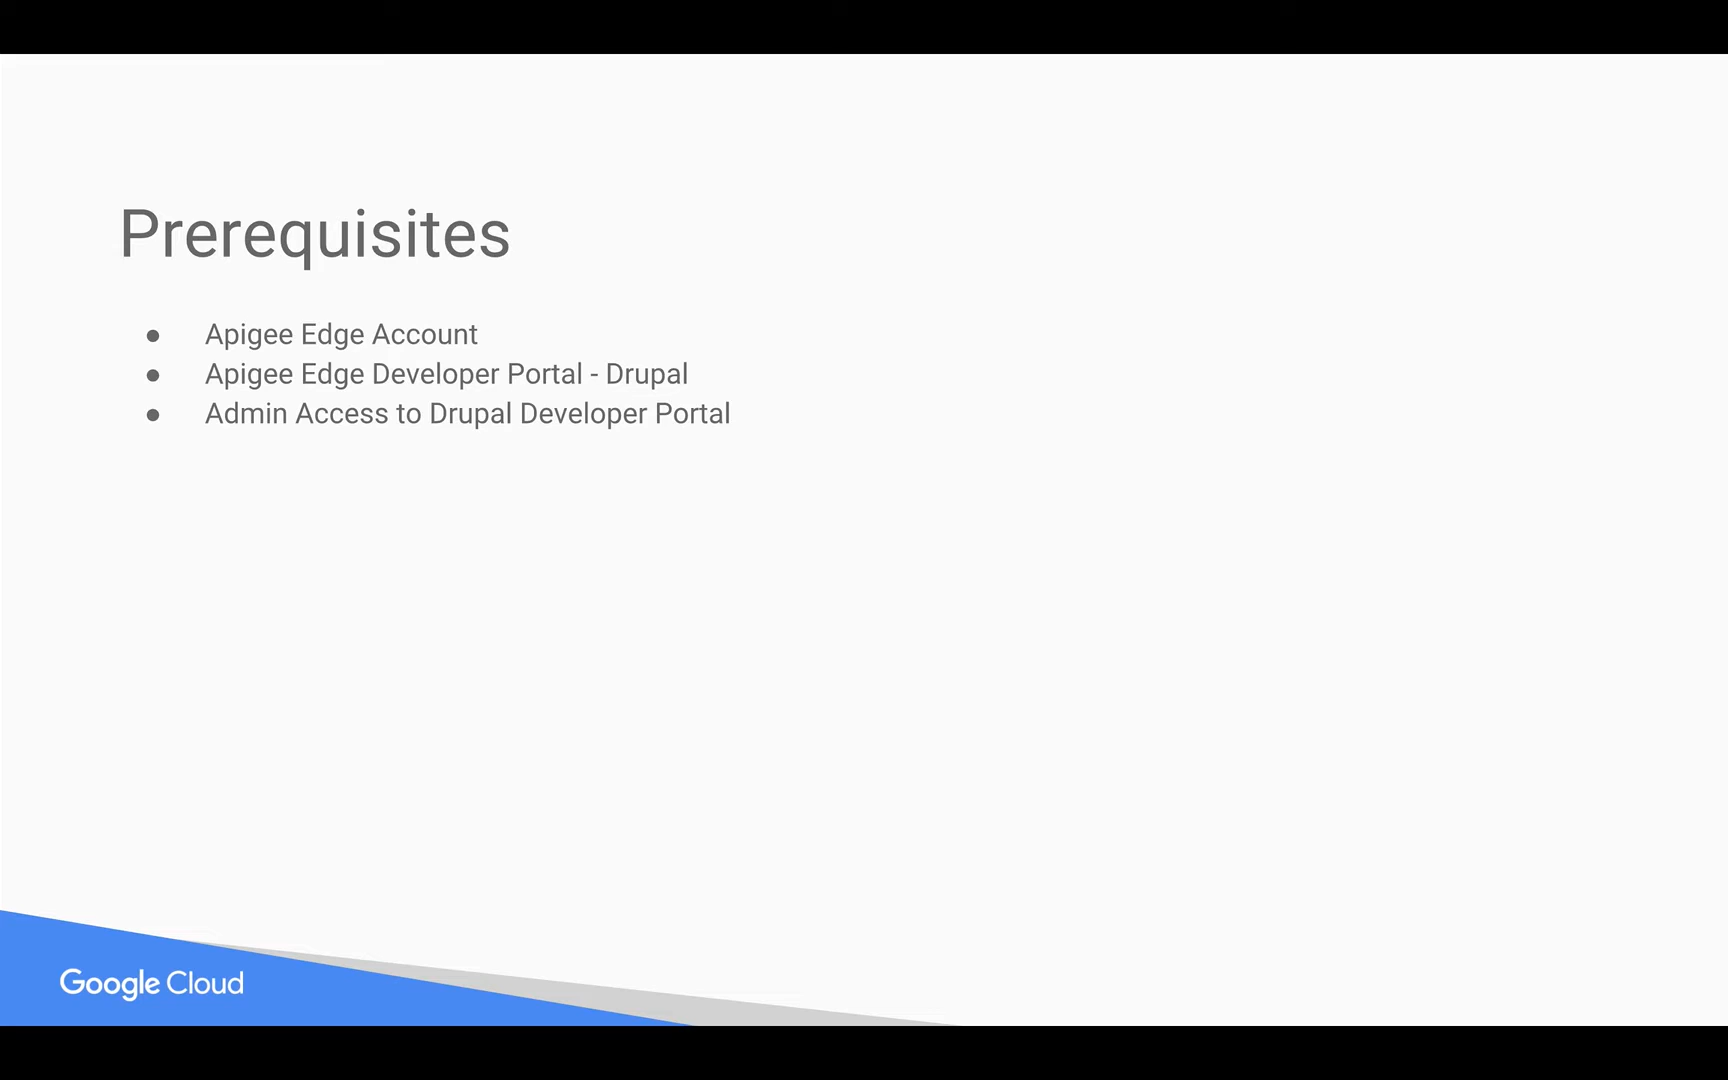 Prerequisites
● Apigee Edge Account
● Apigee Edge Developer Portal - Drupal
● Admin Access to Drupal Developer Portal
Google Cloud